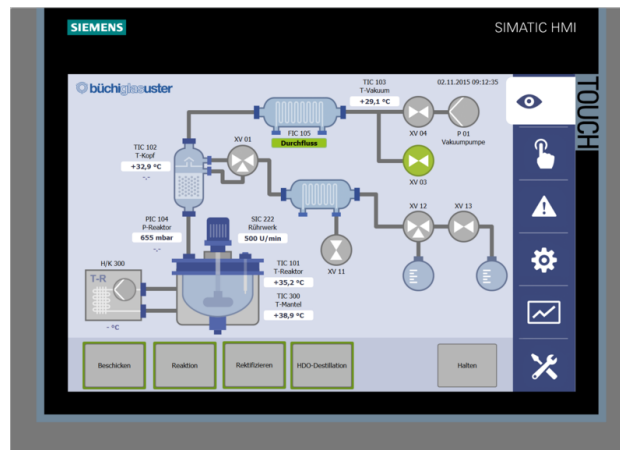 SIEMENS
SIMATIC HMI
TOUCH
büchiglasuster
TIC 103
T-Vakuum
+29,1 °C
02.11.2015 09:12:35
FIC 105
Durchfluss
XV 04
P 01
Vakuumpumpe
XV 01
TIC 102
T-Kopf
+32,9 °C
-.-
XV 03
PIC 104
P-Reaktor
655 mbar
-.-
SIC 222
Rührwerk
500 U/min
XV 12
XV 13
XV 11
H/K 300
T-R
- °C
TIC 101
T-Reaktor
+35,2 °C
TIC 300
T-Mantel
+38,9 °C
Beschicken
Reaktion
Rektifizieren
HDO-Destillation
Halten